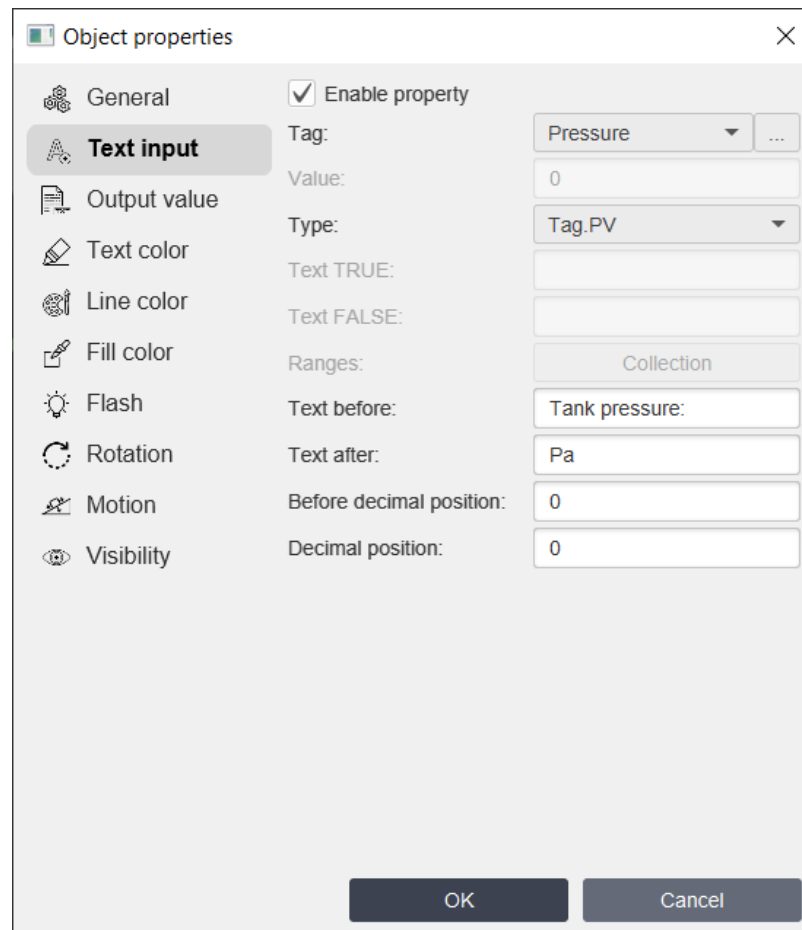 Object properties
General
Text input
Output value
Text color
Line color
Fill color
Flash
Rotation
Motion
Visibility
Enable property
Tag: Pressure ...
Value: 0
Type: Tag.PV
Text TRUE:
Text FALSE:
Ranges: Collection
Text before: Tank pressure:
Text after: Pa
Before decimal position: 0
Decimal position: 0
OK Cancel